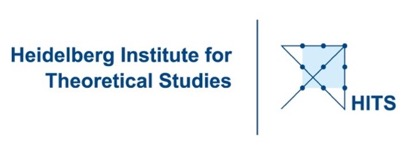 Heidelberg Institute for
Theoretical Studies
HITS